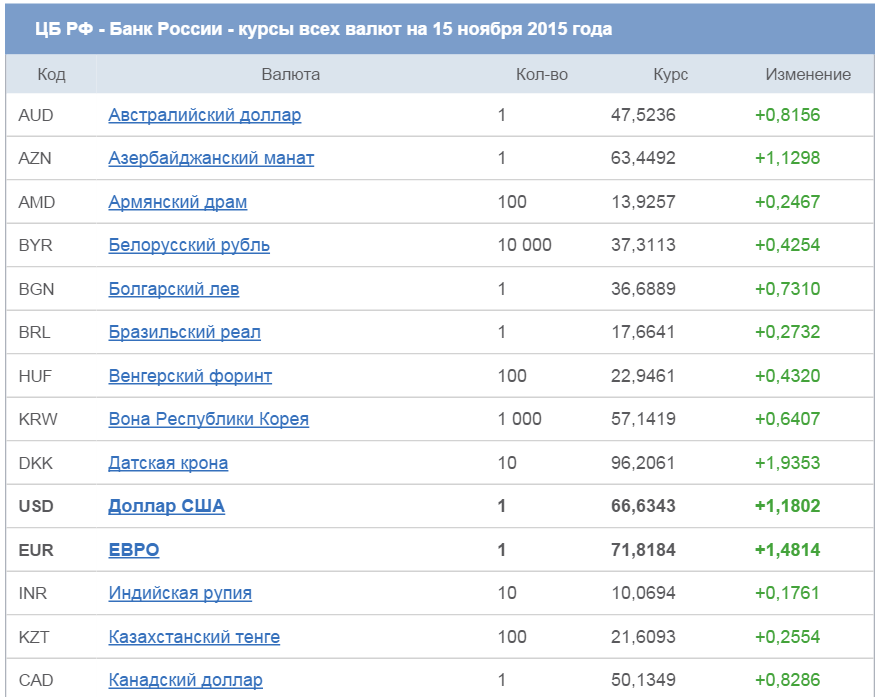 ЦБ РФ - Банк России - курсы всех валют на 15 ноября 2015 года
Код Валюта Кол-во Курс Изменение
AUD Австралийский доллар 1 47,5236 +0,8156
AZN Азербайджанский манат 1 63,4492 +1,1298
AMD Армянский драм 100 13,9257 +0,2467
BYR Белорусский рубль 10 000 37,3113 +0,4254
BGN Болгарский лев 1 36,6889 +0,7310
BRL Бразильский реал 1 17,6641 +0,2732
HUF Венгерский форинт 100 22,9461 +0,4320
KRW Вона Республики Корея 1 000 57,1419 +0,6407
DKK Датская крона 10 96,2061 +1,9353
USD Доллар США 1 66,6343 +1,1802
EUR ЕВРО 1 71,8184 +1,4814
INR Индийская рупия 10 10,0694 +0,1761
KZT Казахстанский тенге 100 21,6093 +0,2554
CAD Канадский доллар 1 50,1349 +0,8286